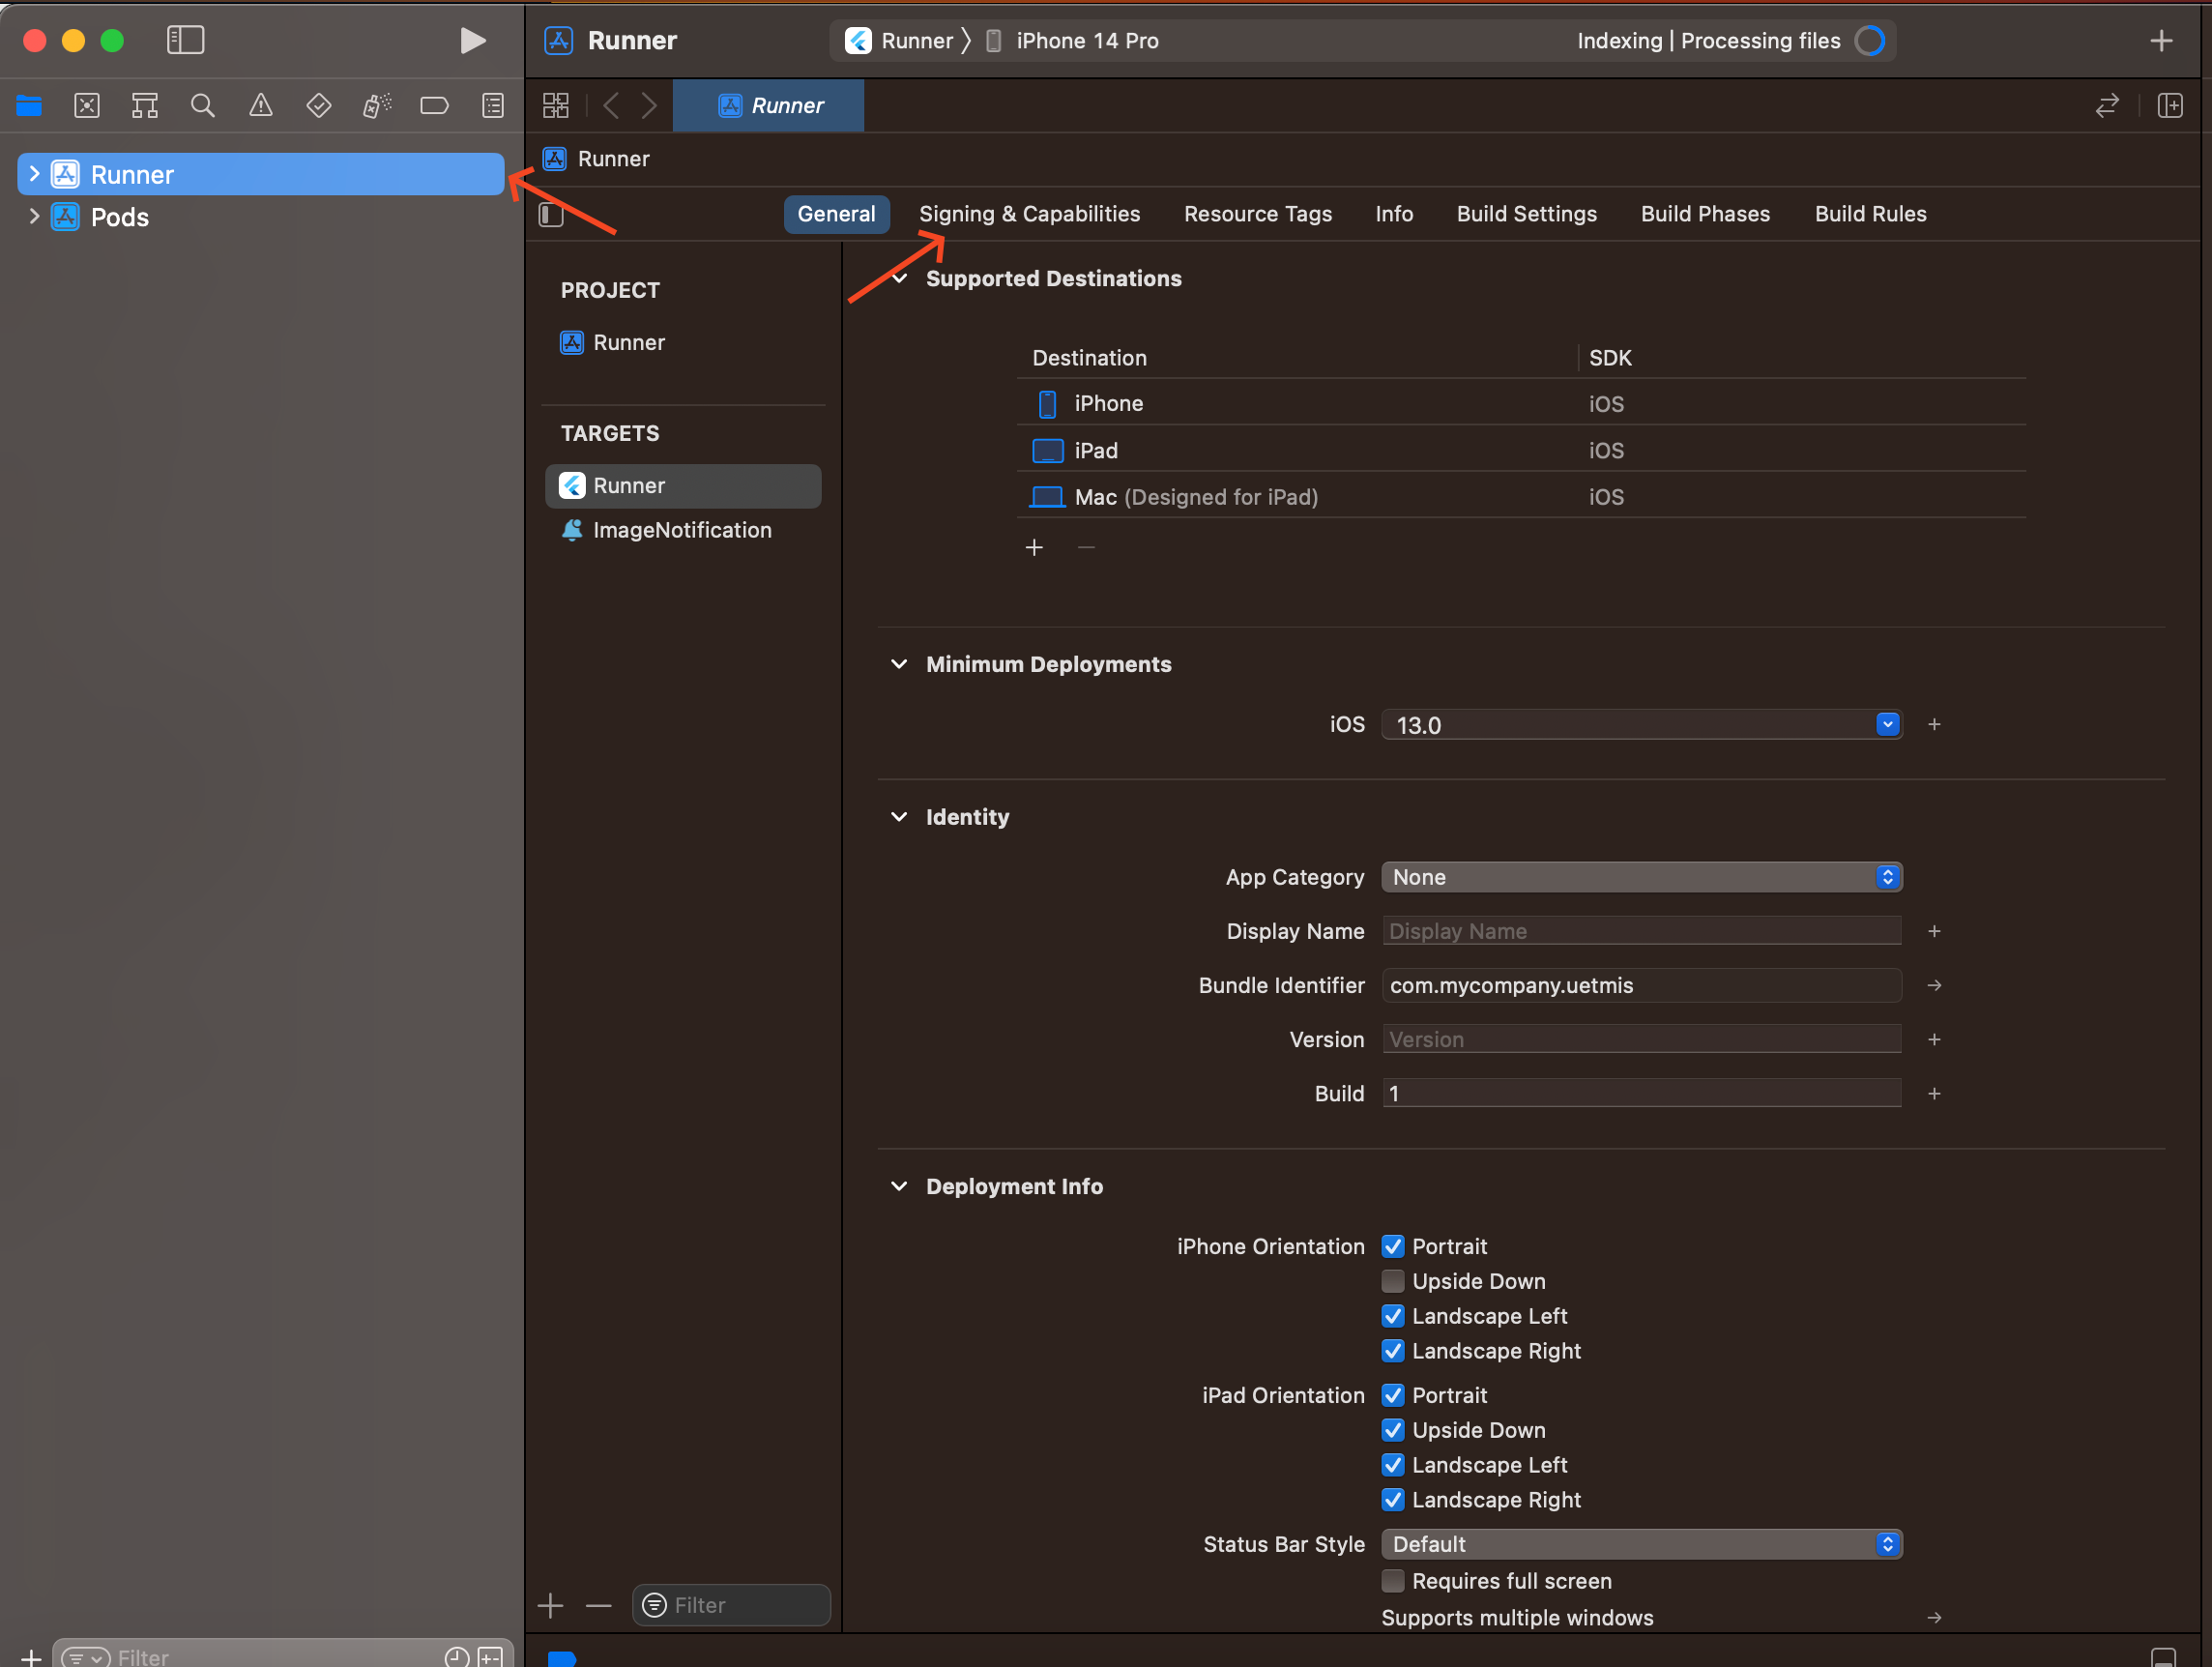 Runner
Runner
iPhone 14 Pro
Indexing | Processing files
Runner
Runner
Pods
Runner
General
Signing & Capabilities
Resource Tags
Info
Build Settings
Build Phases
Build Rules
PROJECT
Runner
TARGETS
Runner
ImageNotification
Filter
Filter
Supported Destinations
Destination
SDK
iPhone
iOS
iPad
iOS
Mac (Designed for iPad)
iOS
Minimum Deployments
iOS
13.0
Identity
App Category
None
Display Name
Display Name
Bundle Identifier
com.mycompany.uetmis
Version
Version
Build
1
Deployment Info
iPhone Orientation
Portrait
Upside Down
Landscape Left
Landscape Right
iPad Orientation
Portrait
Upside Down
Landscape Left
Landscape Right
Status Bar Style
Default
Requires full screen
Supports multiple windows